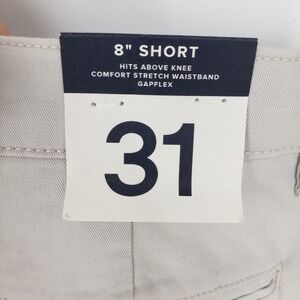 8" SHORT
HITS ABOVE KNEE
COMFORT STRETCH WAISTBAND
GAPFLEX
31